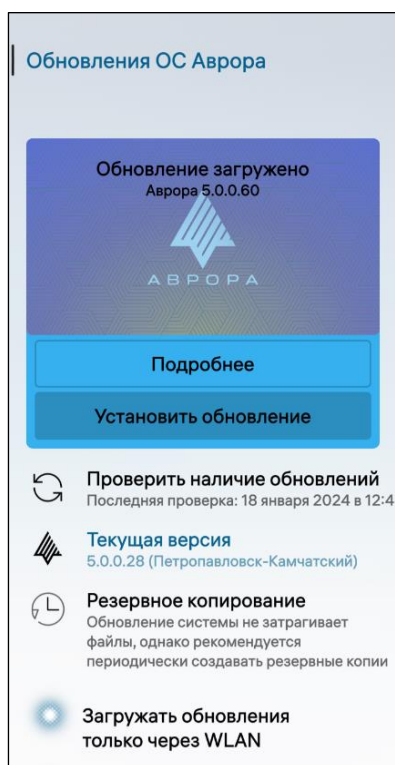 Обновления ОС Аврора
Обновление загружено
Аврора 5.0.0.60
АВРОРА
Подробнее
Установить обновление
Проверить наличие обновлений
Последняя проверка: 18 января 2024 в 12:4
Текущая версия
5.0.0.28 (Петропавловск-Камчатский)
Резервное копирование
Обновление системы не затрагивает
файлы, однако рекомендуется
периодически создавать резервные копии
Загружать обновления
только через WLAN